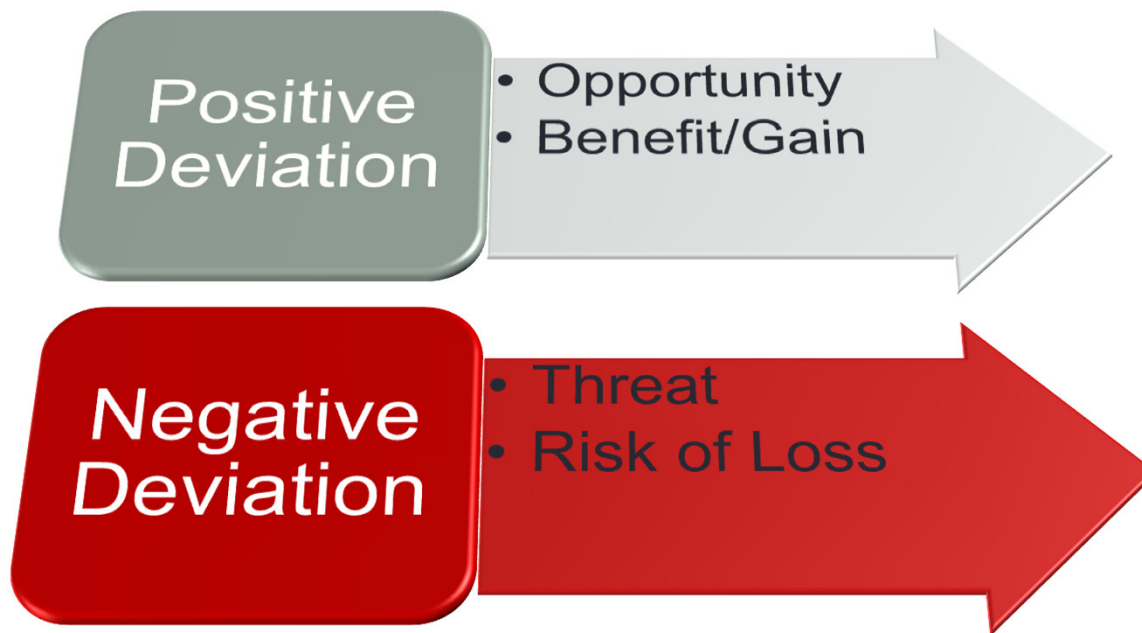 Positive
Deviation
• Opportunity
• Benefit/Gain
Negative
Deviation
• Threat
• Risk of Loss